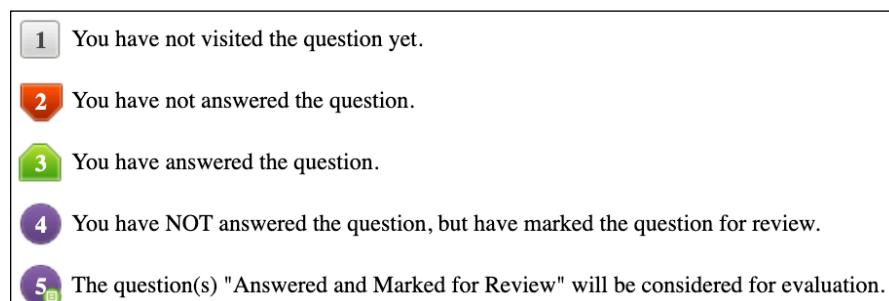 1 You have not visited the question yet.
2 You have not answered the question.
3 You have answered the question.
4 You have NOT answered the question, but have marked the question for review.
5 The question(s) "Answered and Marked for Review" will be considered for evaluation.